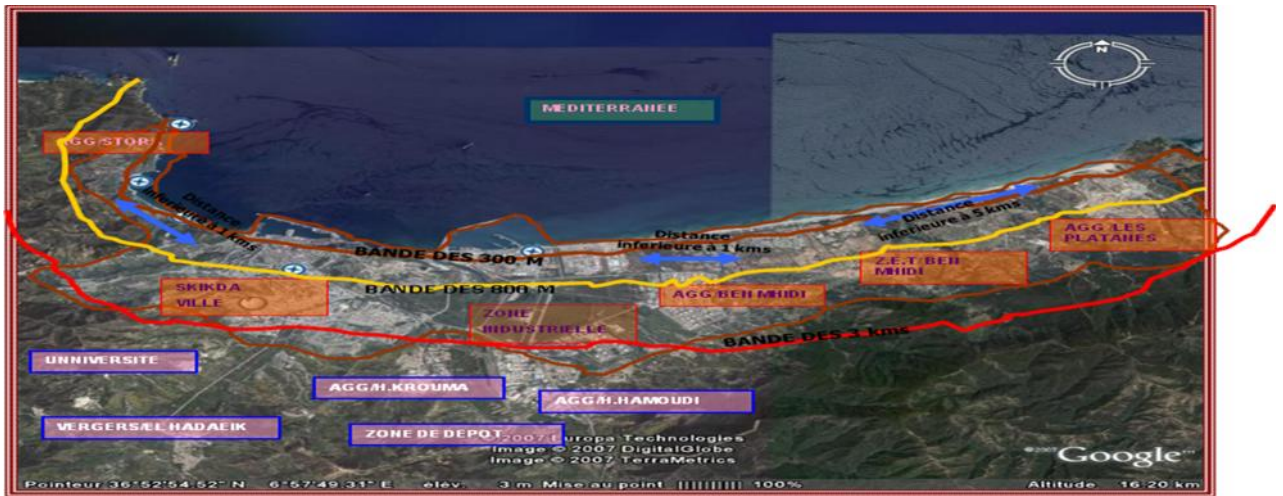 N
MEDITERRANEE
AGG/STOR
Distance
inferieure à 1 kms
BANDE DES 300 M
Distance
inferieure à 1 kms
Distance
inferieure à 5 kms
AGG/LES
PLATANES
Z.E.T BEN
MHIDI
SKIKDA
VILLE
BANDE DES 800 M
AGG/BEN MHIDI
ZONE
INDUSTRIELLE
BANDE DES 3 kms
UNNIVERSITE
AGG/H.KROUMA
AGG/H.HAMOUDI
VERGERS/EL HADAEIK
ZONE DE DEPOT
2007 Europa Technologies
Image © 2007 DigitalGlobe
Image © 2007 TerraMetrics
©2007 Google™
Pointeur 36°52'54.52" N 6°57'49.31" E élév. 3 m Mise au point |||||||||| 100% Altitude 16.20 km